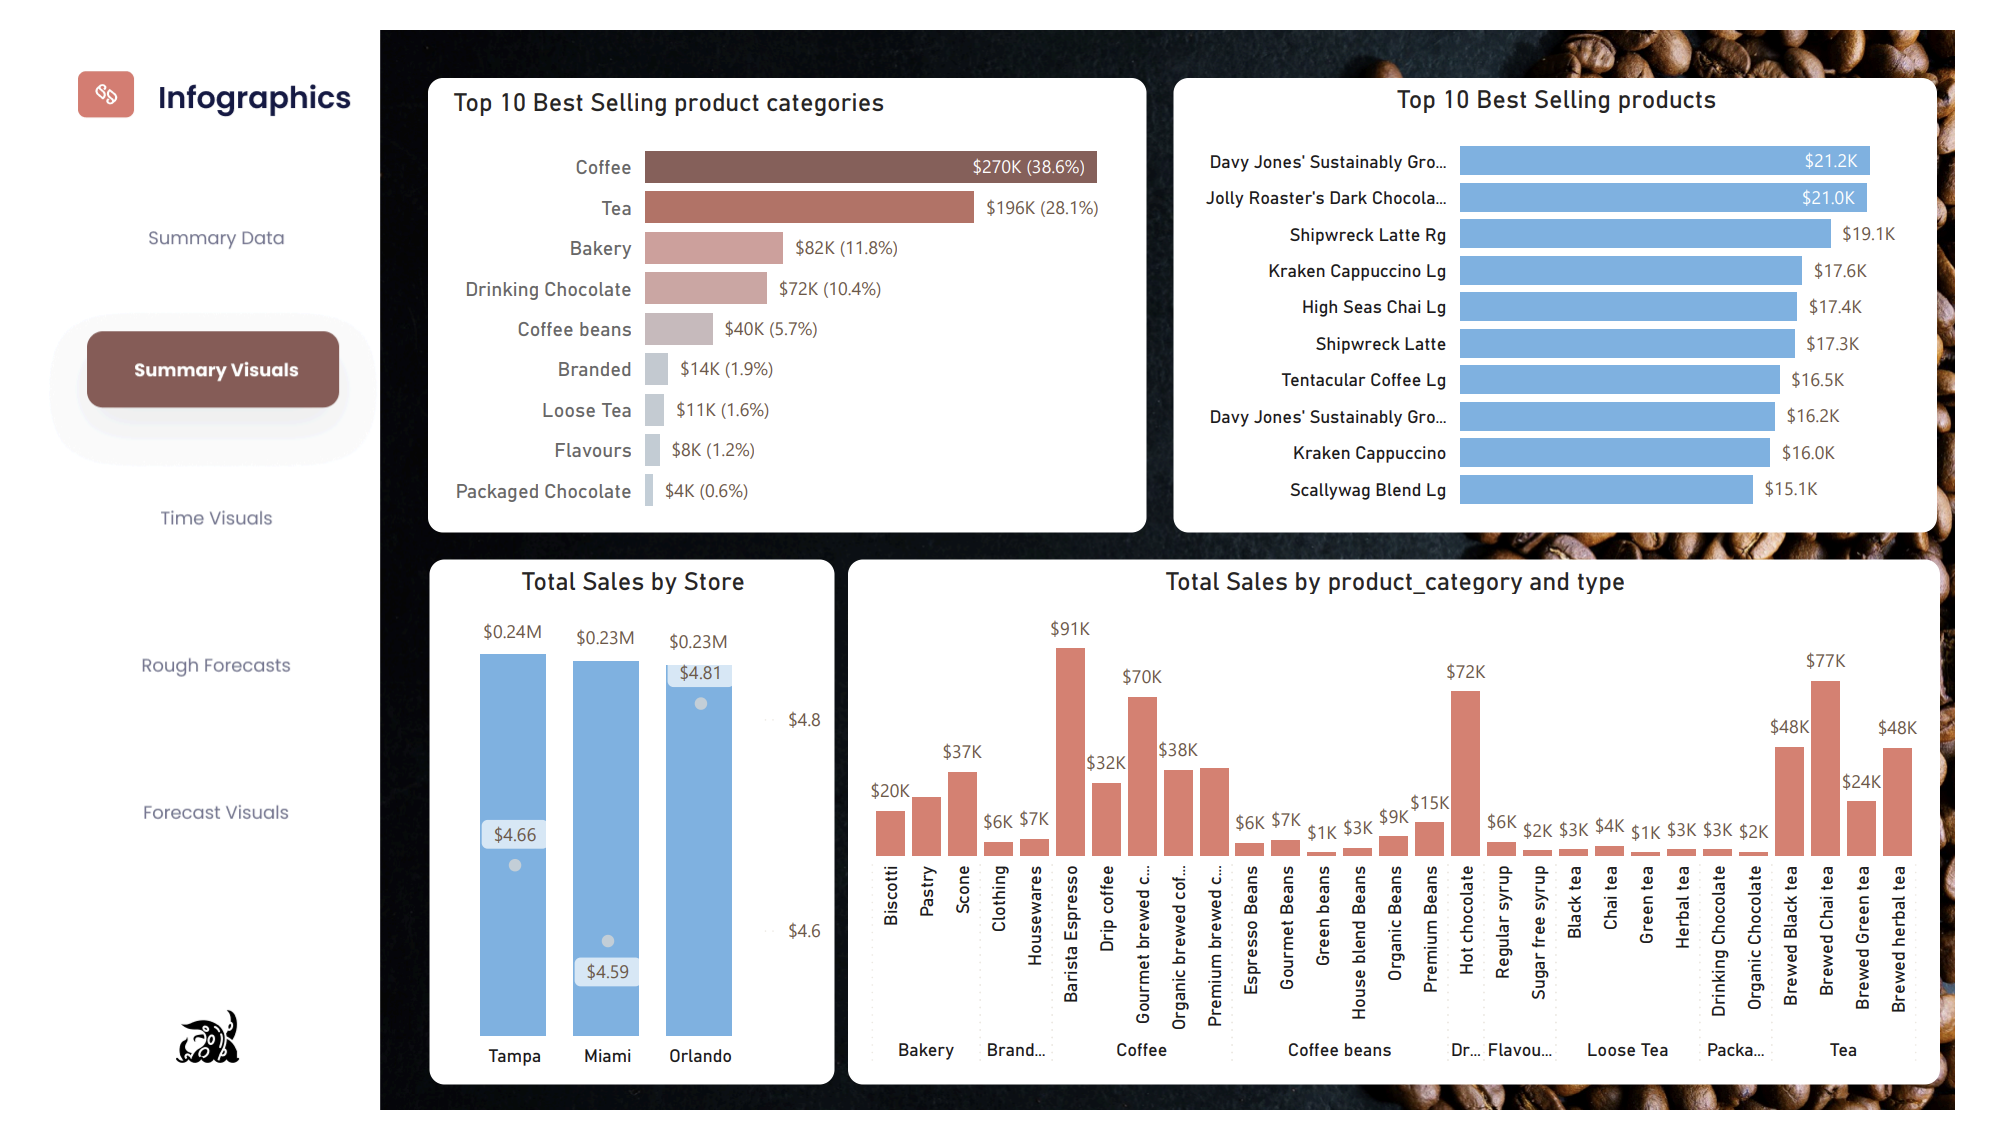 Infographics
Summary Data
Summary Visuals
Time Visuals
Rough Forecasts
Forecast Visuals
Top 10 Best Selling product categories
Coffee $270K (38.6%)
Tea $196K (28.1%)
Bakery $82K (11.8%)
Drinking Chocolate $72K (10.4%)
Coffee beans $40K (5.7%)
Branded $14K (1.9%)
Loose Tea $11K (1.6%)
Flavours $8K (1.2%)
Packaged Chocolate $4K (0.6%)
Top 10 Best Selling products
Davy Jones' Sustainably Gro... $21.2K
Jolly Roaster's Dark Chocola... $21.0K
Shipwreck Latte Rg $19.1K
Kraken Cappuccino Lg $17.6K
High Seas Chai Lg $17.4K
Shipwreck Latte $17.3K
Tentacular Coffee Lg $16.5K
Davy Jones' Sustainably Gro... $16.2K
Kraken Cappuccino $16.0K
Scallywag Blend Lg $15.1K
Total Sales by Store
$0.24M $0.23M $0.23M
$4.81
$4.8
$4.66
$4.6
$4.59
Tampa Miami Orlando
Total Sales by product_category and type
$20K
$37K
$6K
$7K
$91K
$32K
$70K
$38K
$6K
$7K
$1K
$3K
$9K
$15K
$72K
$6K
$2K
$3K
$4K
$1K
$3K
$3K
$2K
$48K
$77K
$24K
$48K
Biscotti
Pastry
Scone
Clothing
Housewares
Barista Espresso
Drip coffee
Gourmet brewed c...
Organic brewed cof...
Premium brewed c...
Espresso Beans
Gourmet Beans
Green beans
House blend Beans
Organic Beans
Premium Beans
Hot chocolate
Regular syrup
Sugar free syrup
Black tea
Chai tea
Green tea
Herbal tea
Drinking Chocolate
Organic Chocolate
Brewed Black tea
Brewed Chai tea
Brewed Green tea
Brewed herbal tea
Bakery Brand... Coffee Coffee beans Dr... Flavou... Loose Tea Packa... Tea